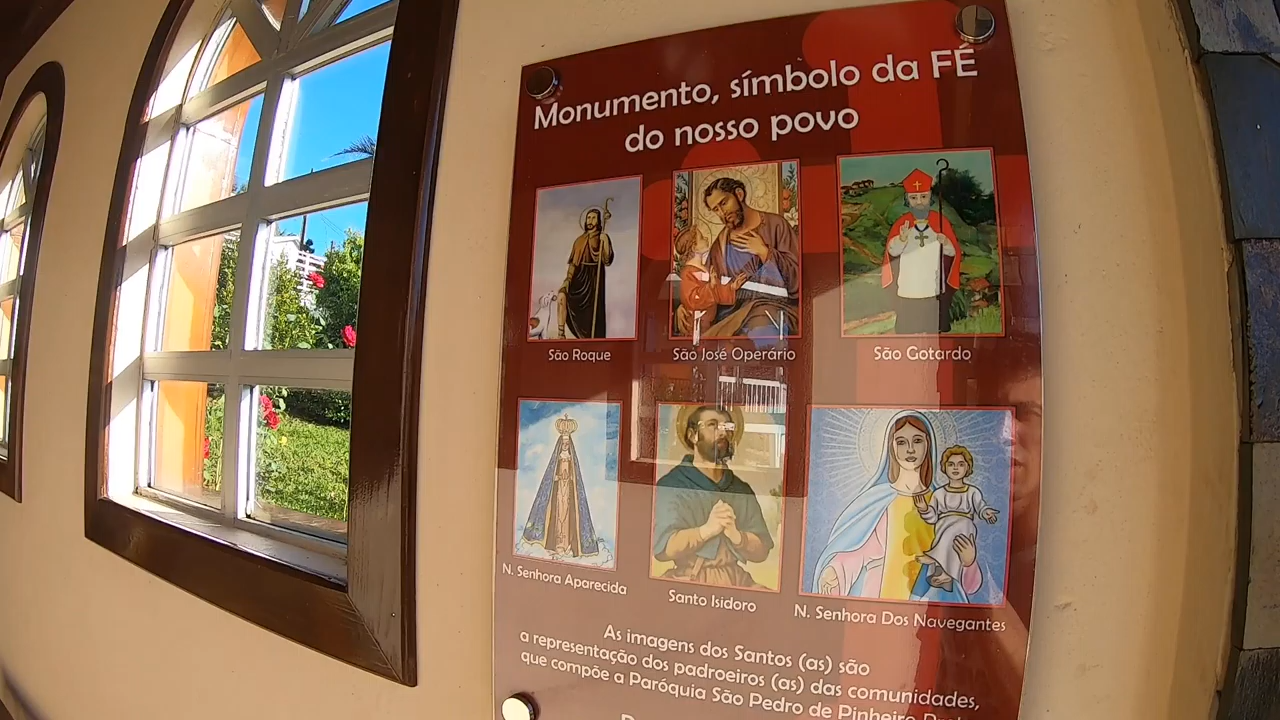 Monumento, símbolo da FÉ
do nosso povo
São Roque
São José Operário
São Gotardo
N. Senhora Aparecida
Santo Isidoro
N. Senhora Dos Navegantes
As imagens dos Santos (as) são
a representação dos padroeiros (as) das comunidades,
que compõe a Paróquia São Pedro de Pinheiro